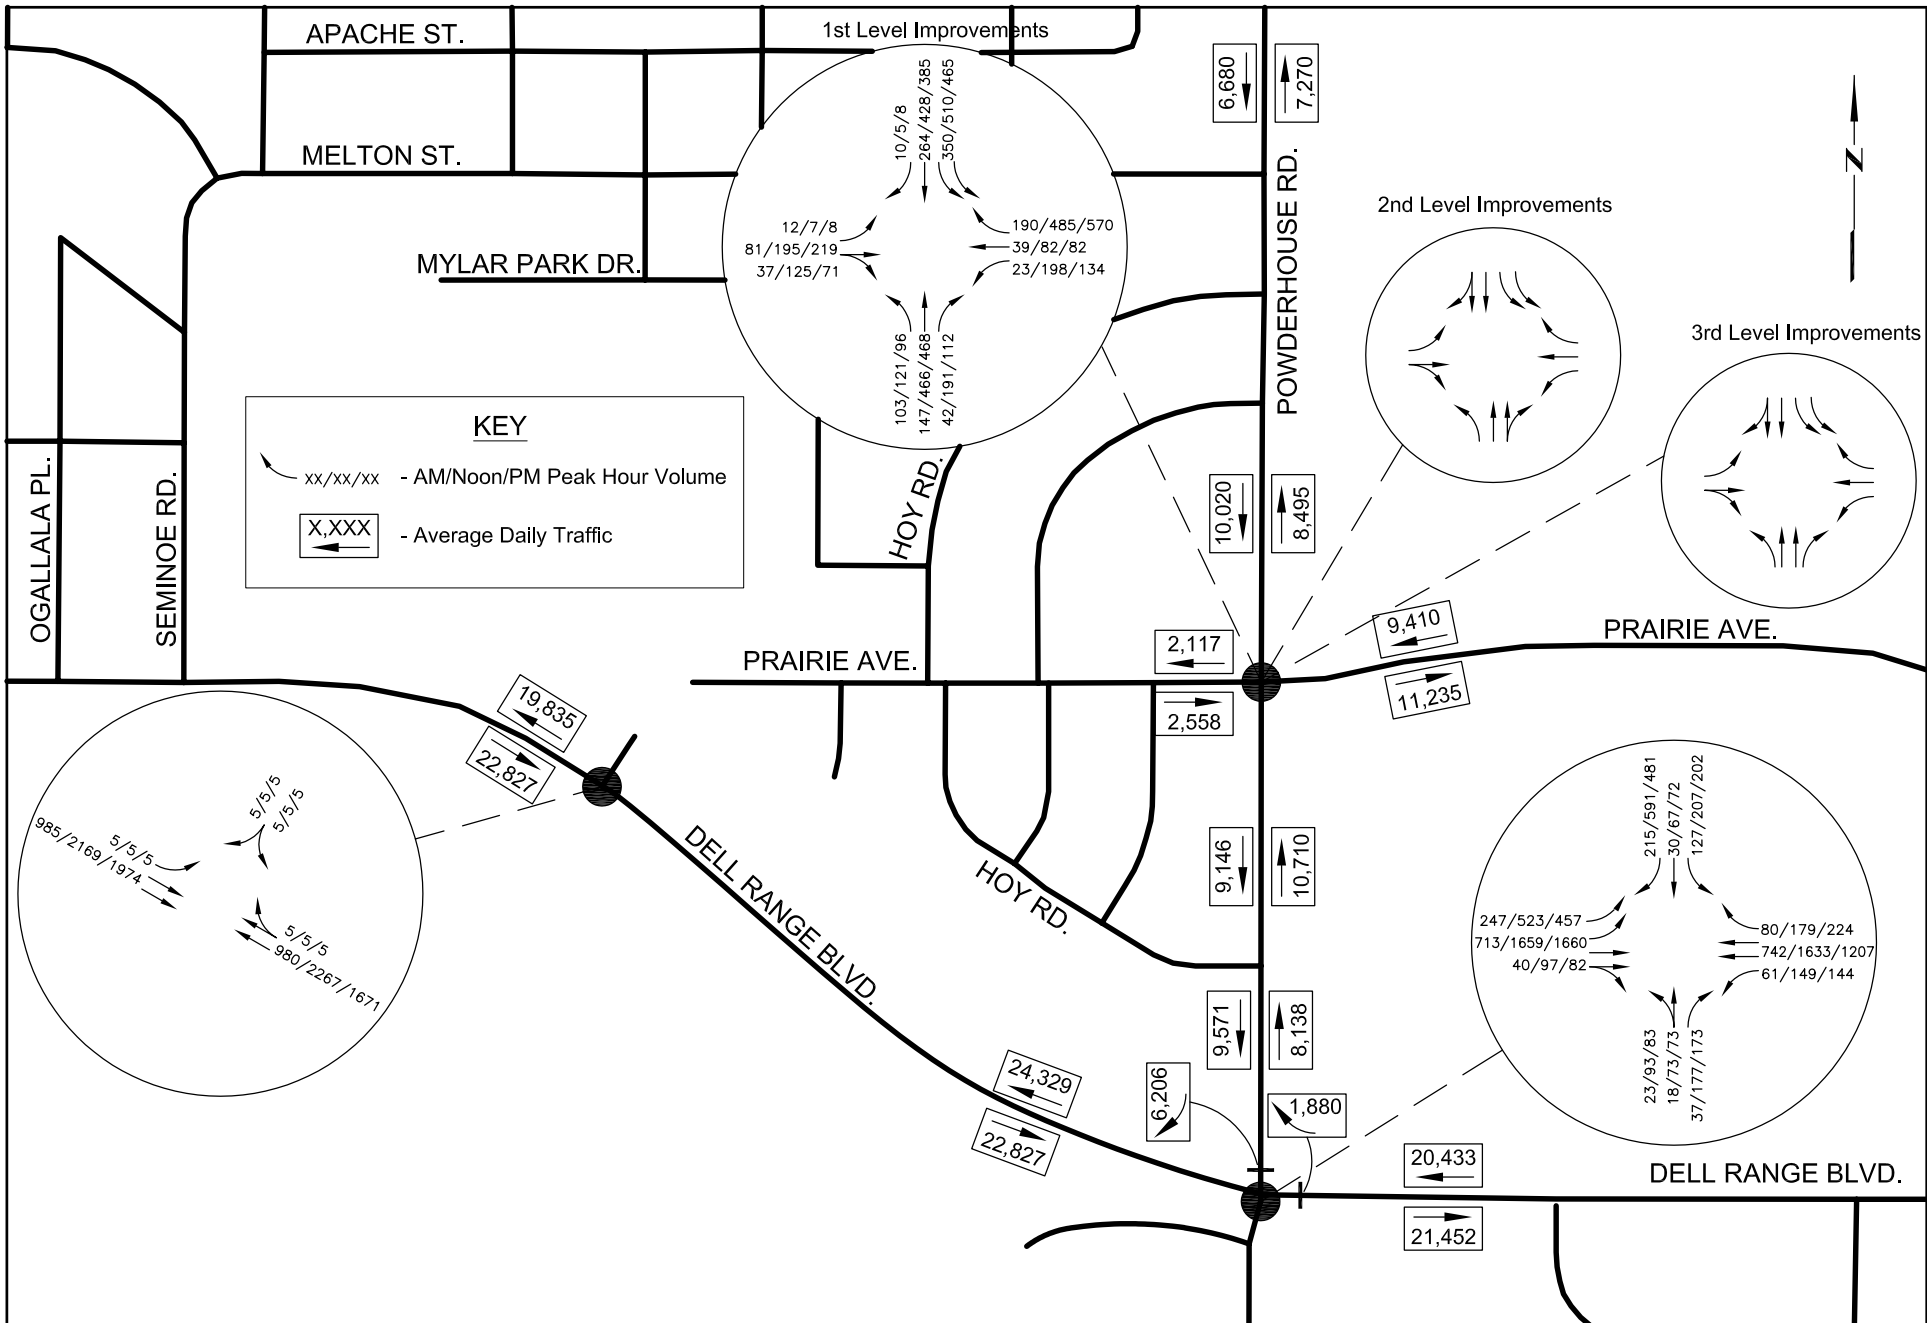 APACHE ST.
1st Level Improvements
6,680
7,270
10/5/8
264/428/385
350/510/465
MELTON ST.
N
POWDERHOUSE RD.
2nd Level Improvements
12/7/8
81/195/219
37/125/71
190/485/570
39/82/82
23/198/134
MYLAR PARK DR.
3rd Level Improvements
103/121/96
147/466/468
42/191/112
KEY
xx/xx/xx - AM/Noon/PM Peak Hour Volume
X,XXX - Average Daily Traffic
OGALLALA PL.
SEMINOE RD.
HOY RD.
10,020
8,495
9,410
PRAIRIE AVE.
11,235
PRAIRIE AVE.
2,117
2,558
19,835
22,827
5/5/5
5/5/5
5/5/5
985/2169/1974
5/5/5
980/2267/1671
DELL RANGE BLVD.
HOY RD.
9,146
10,710
215/591/481
30/67/72
127/207/202
247/523/457
713/1659/1660
40/97/82
80/179/224
742/1633/1207
61/149/144
23/93/83
18/73/73
37/177/173
9,571
8,138
24,329
22,827
6,206
1,880
20,433
21,452
DELL RANGE BLVD.